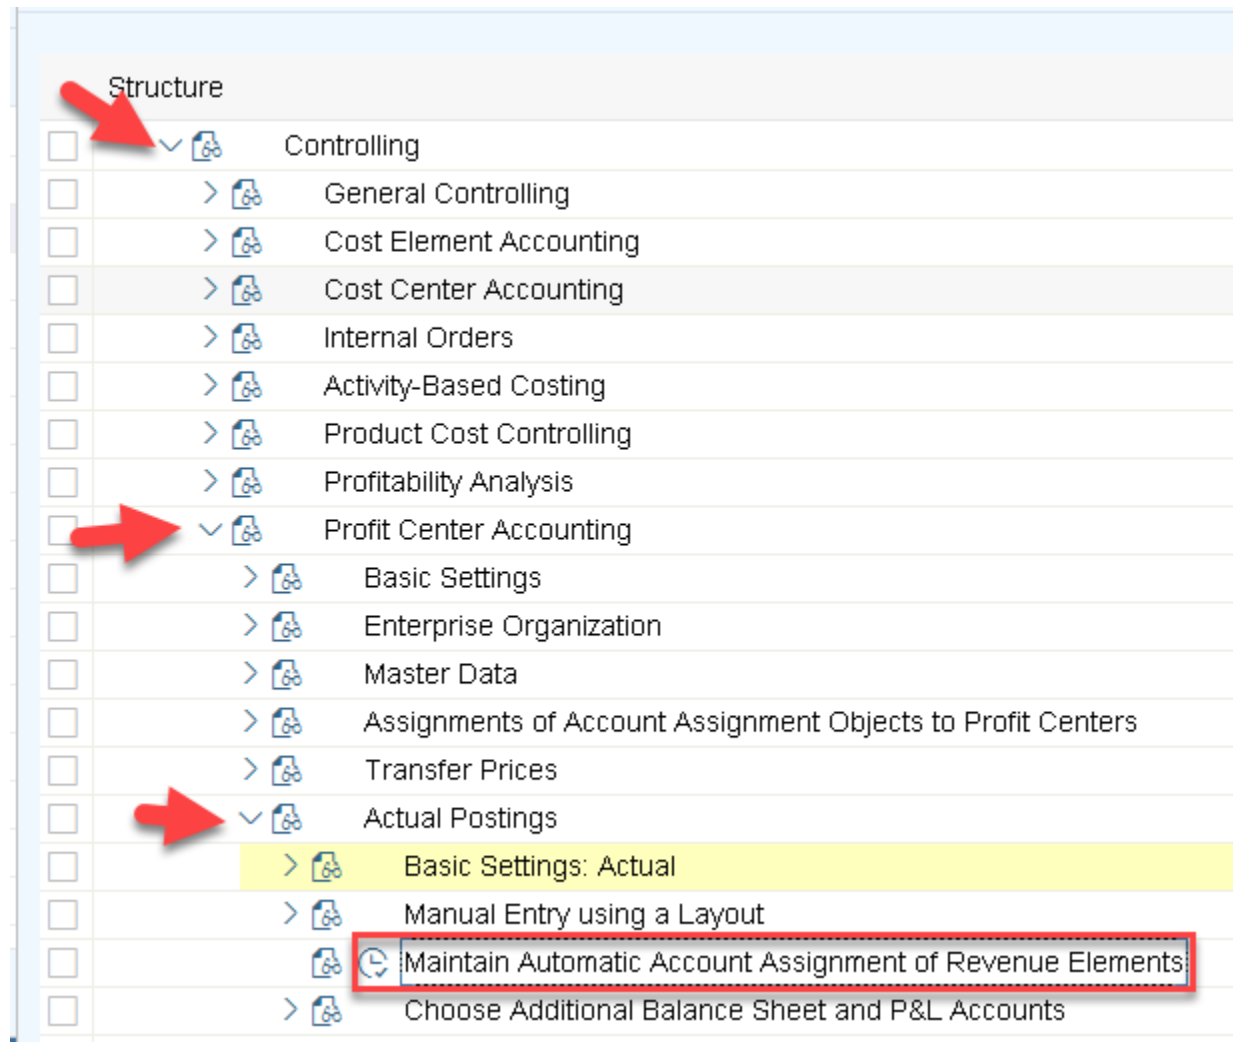 Structure
Controlling
General Controlling
Cost Element Accounting
Cost Center Accounting
Internal Orders
Activity-Based Costing
Product Cost Controlling
Profitability Analysis
Profit Center Accounting
Basic Settings
Enterprise Organization
Master Data
Assignments of Account Assignment Objects to Profit Centers
Transfer Prices
Actual Postings
Basic Settings: Actual
Manual Entry using a Layout
Maintain Automatic Account Assignment of Revenue Elements
Choose Additional Balance Sheet and P&L Accounts